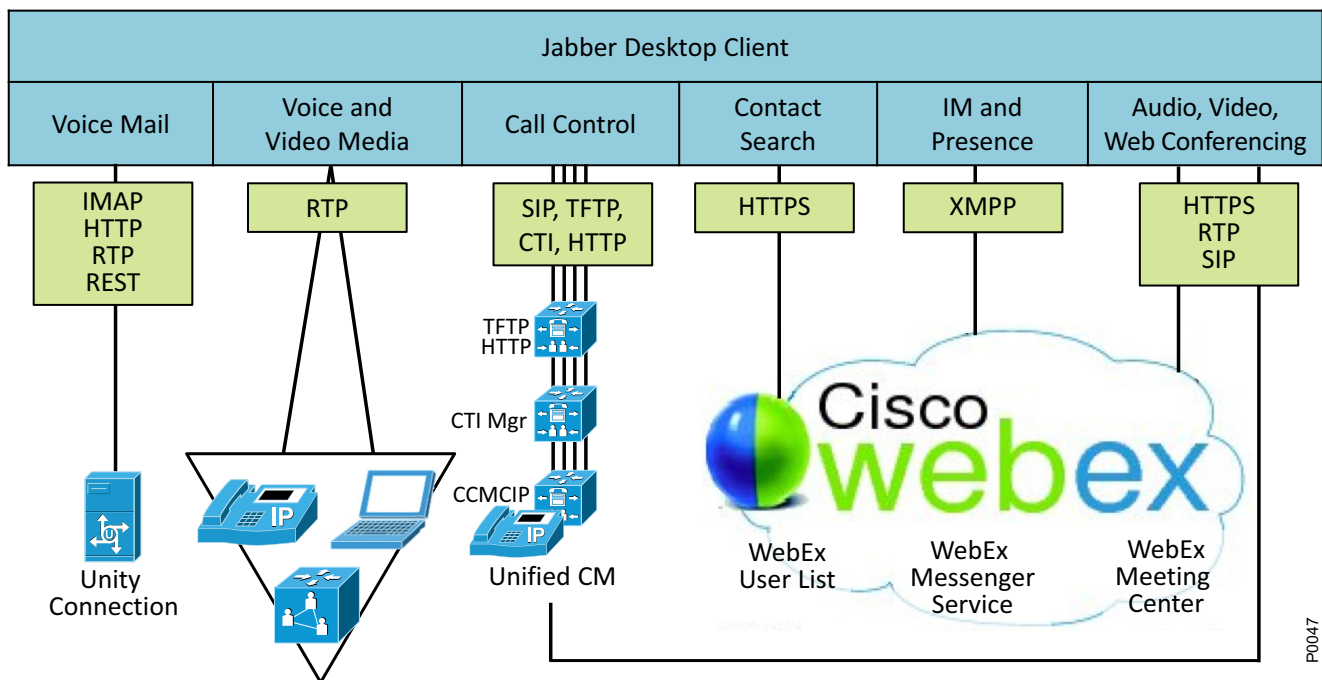 Jabber Desktop Client
Voice Mail
Voice and
Video Media
Call Control
Contact
Search
IM and
Presence
Audio, Video,
Web Conferencing
IMAP
HTTP
RTP
REST
RTP
SIP, TFTP,
CTI, HTTP
HTTPS
XMPP
HTTPS
RTP
SIP
TFTP
HTTP
CTI Mgr
CCMCIP
IP
IP
Cisco
webex
Unity
Connection
Unified CM
WebEx
User List
WebEx
Messenger
Service
WebEx
Meeting
Center
P0047